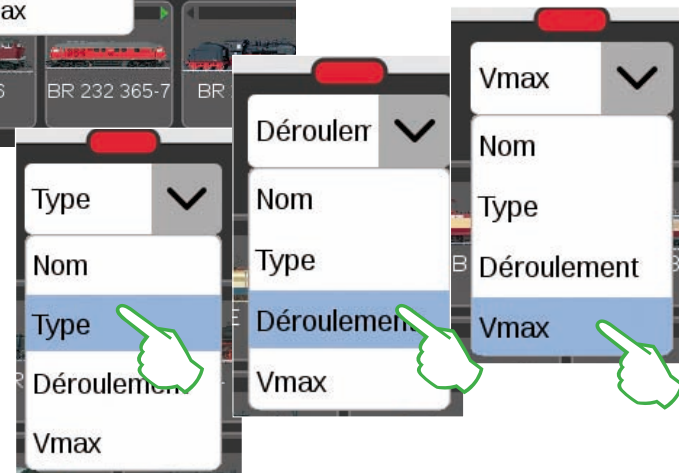 ax
6
BR 232 365-7
BR
Type
Nom
Type
Déroulement
Vmax
Déroulem
Nom
Type
Déroulement
Vmax
Vmax
Nom
Type
Déroulement
Vmax
B